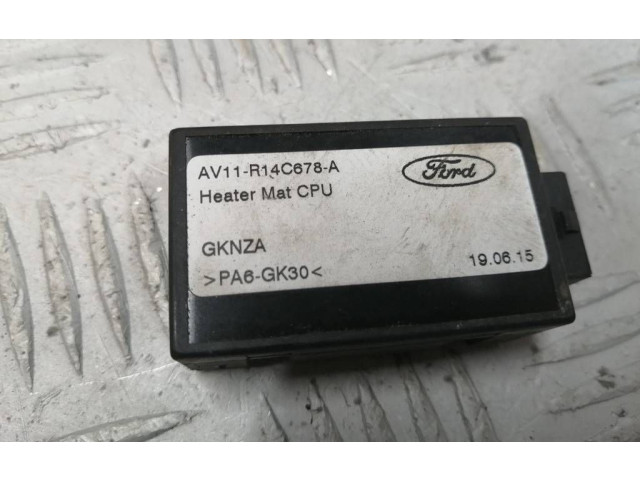 AV11-R14C678-A
Ford
Heater Mat CPU
GKNZA
>PA6-GK30<
19.06.15